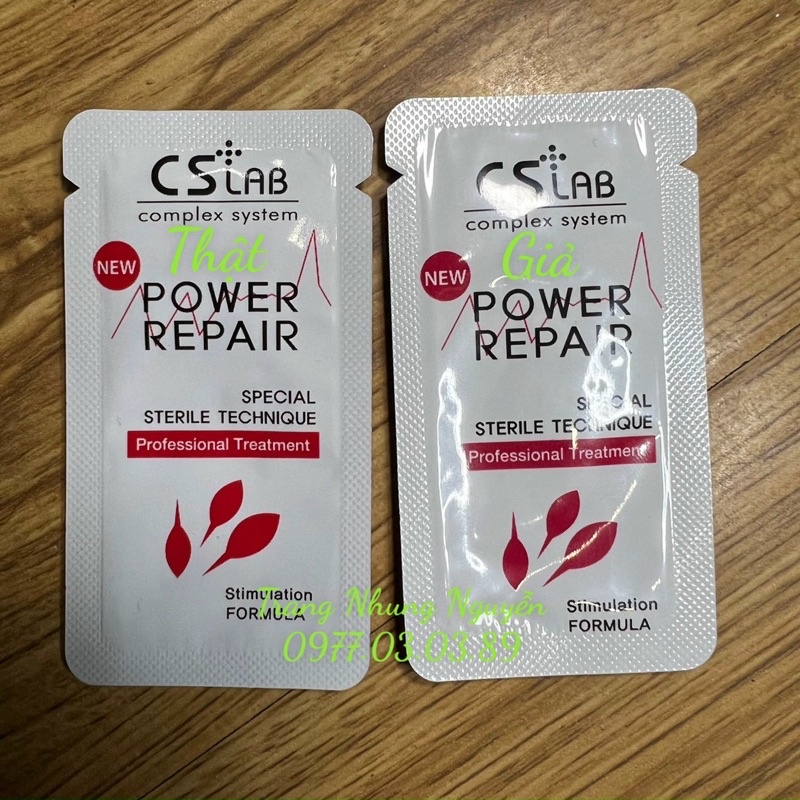 CS LAB
complex system
Thật
NEW
POWER
REPAIR
SPECIAL
STERILE TECHNIQUE
Professional Treatment
Stimulation
FORMULA
CS LAB
complex system
Giả
NEW
POWER
REPAIR
SPECIAL
STERILE TECHNIQUE
Professional Treatment
Stimulation
FORMULA
Trang Nhung Nguyễn
0977 03 03 89